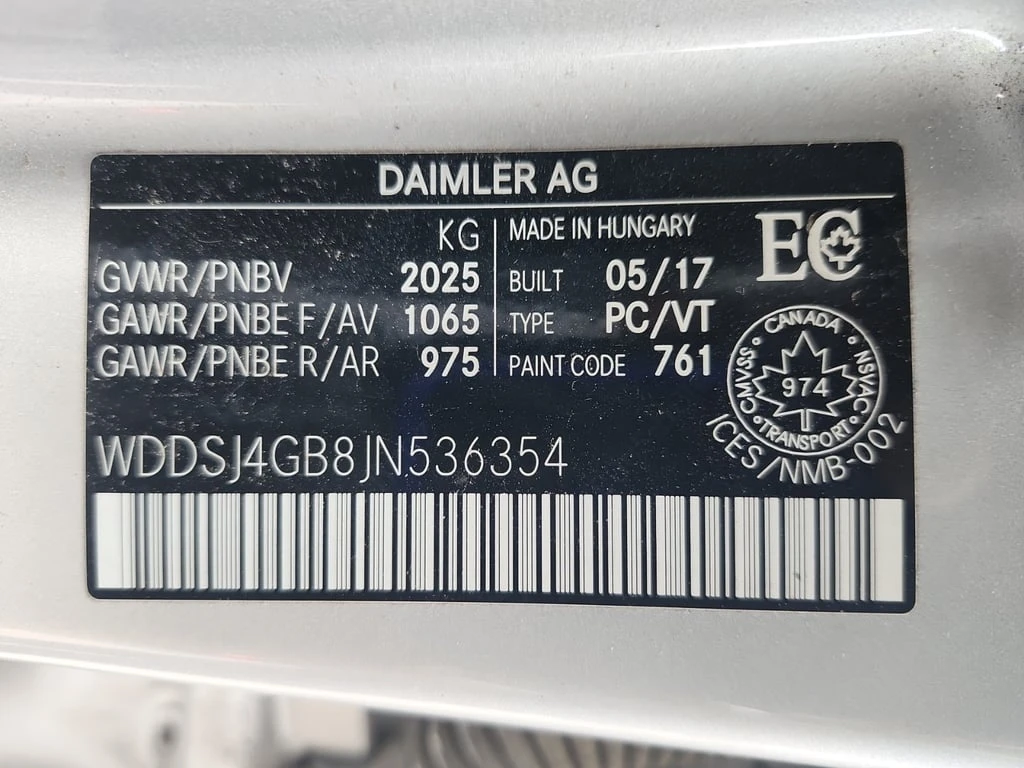 DAIMLER AG
KG
GVWR/PNBV 2025
GAWR/PNBE F/AV 1065
GAWR/PNBE R/AR 975
MADE IN HUNGARY
BUILT 05/17
TYPE PC/VT
PAINT CODE 761
EC
CANADA
CMVSS 974 NSVAC
TRANSPORT
ICES/NMB-002
WDDSJ4GB8JN536354